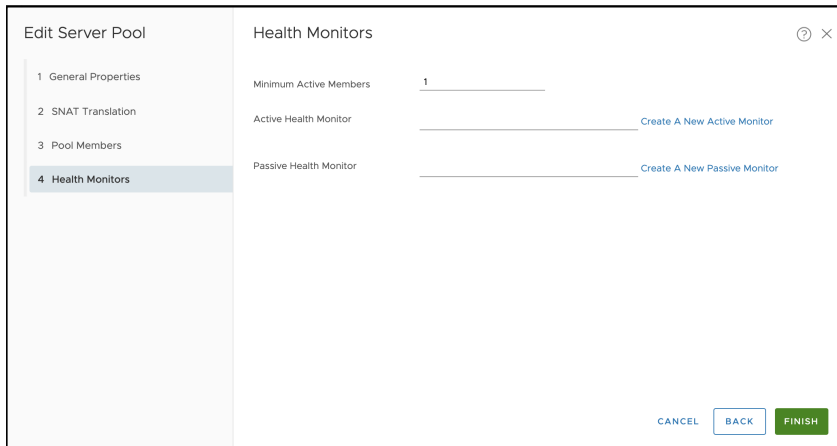 Edit Server Pool
1 General Properties
2 SNAT Translation
3 Pool Members
4 Health Monitors
Health Monitors
?
Minimum Active Members 1
Active Health Monitor Create A New Active Monitor
Passive Health Monitor Create A New Passive Monitor
CANCEL BACK FINISH